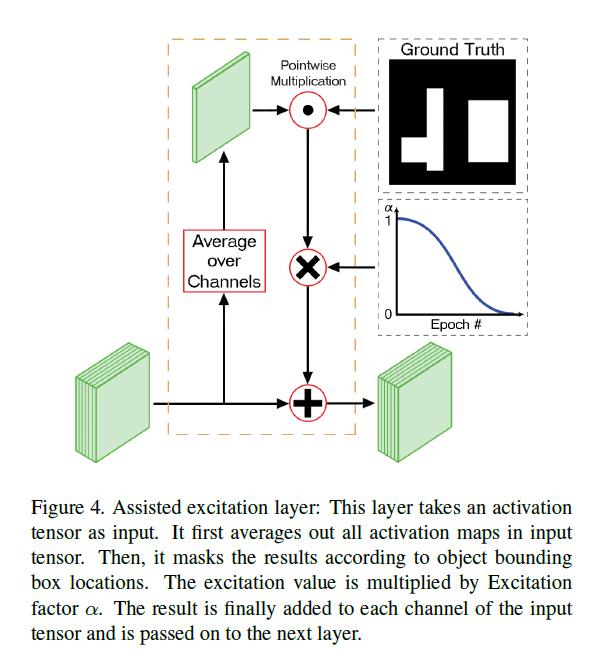 Ground Truth
Pointwise
Multiplication
α
1
0
Epoch #
Average
over
Channels
Figure 4. Assisted excitation layer: This layer takes an activation
tensor as input. It first averages out all activation maps in input
tensor. Then, it masks the results according to object bounding
box locations. The excitation value is multiplied by Excitation
factor α. The result is finally added to each channel of the input
tensor and is passed on to the next layer.